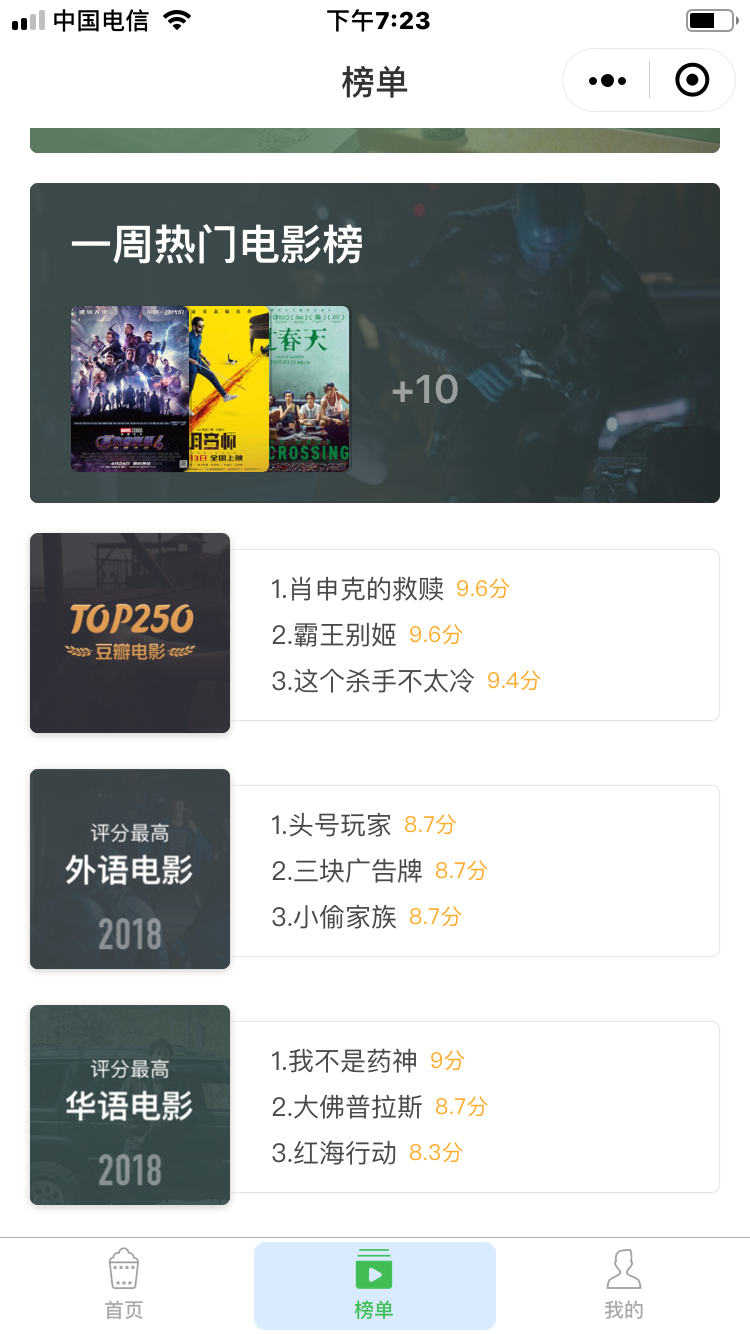 中国电信
下午7:23
榜单
一周热门电影榜
过春天
CROSSING
+10
TOP250
豆瓣电影
1.肖申克的救赎 9.6分
2.霸王别姬 9.6分
3.这个杀手不太冷 9.4分
评分最高
外语电影
2018
1.头号玩家 8.7分
2.三块广告牌 8.7分
3.小偷家族 8.7分
评分最高
华语电影
2018
1.我不是药神 9分
2.大佛普拉斯 8.7分
3.红海行动 8.3分
首页
榜单
我的